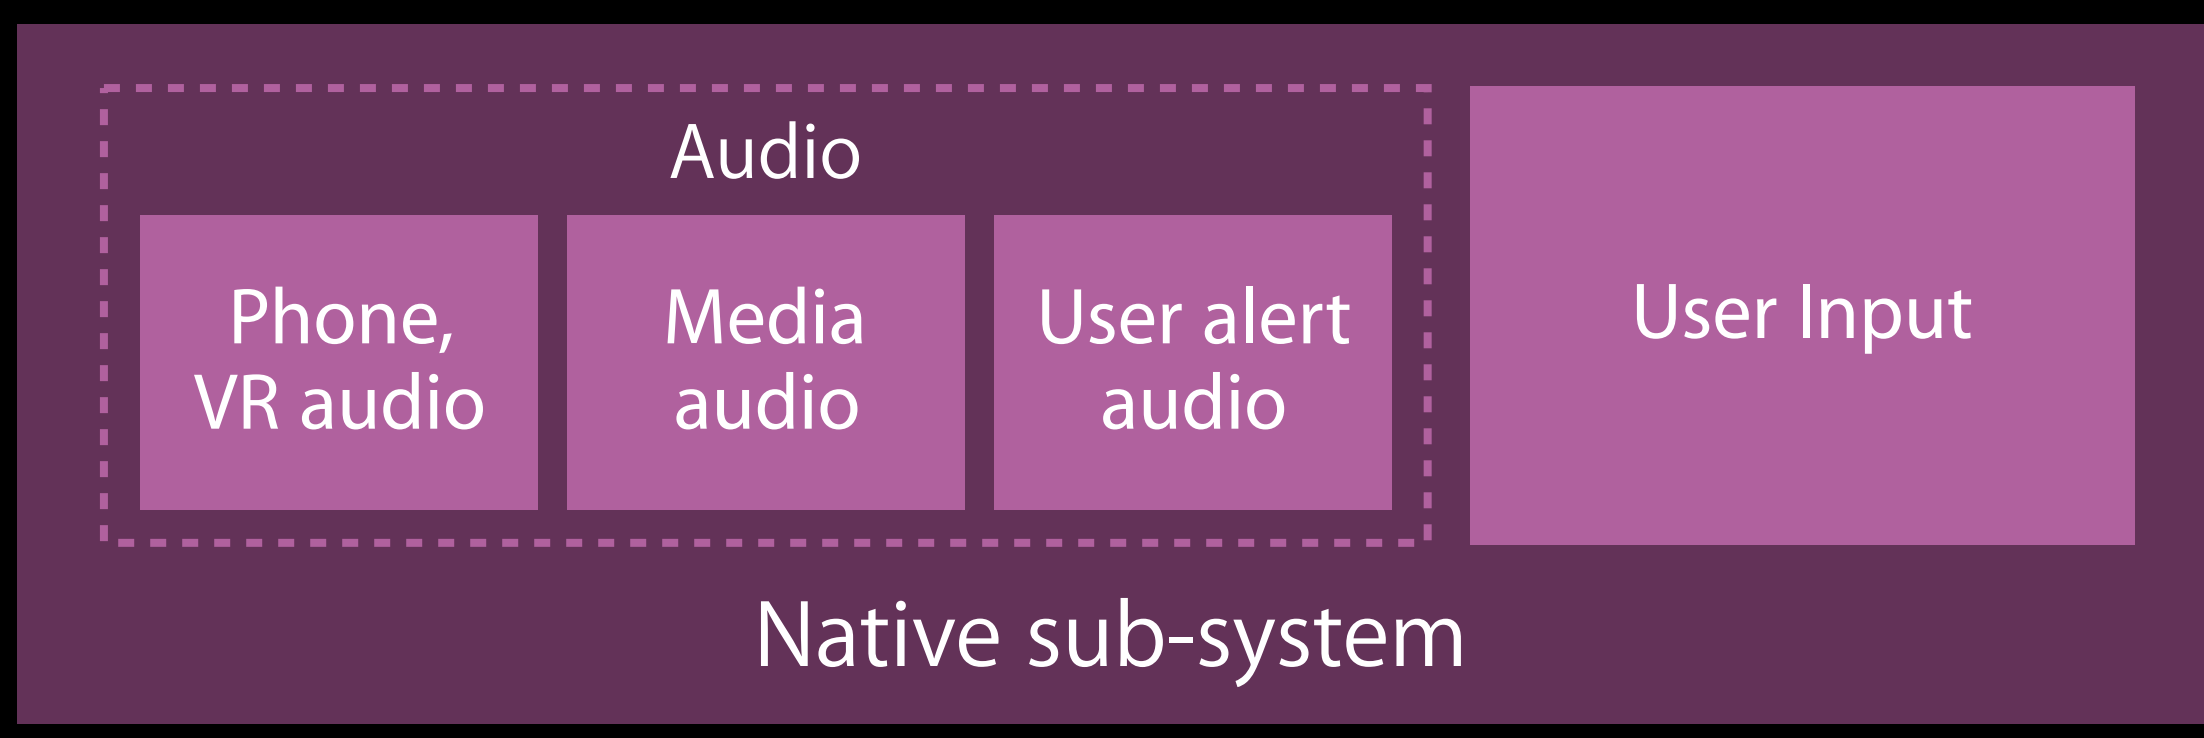 Audio
Phone,
VR audio
Media
audio
User alert
audio
User Input
Native sub-system